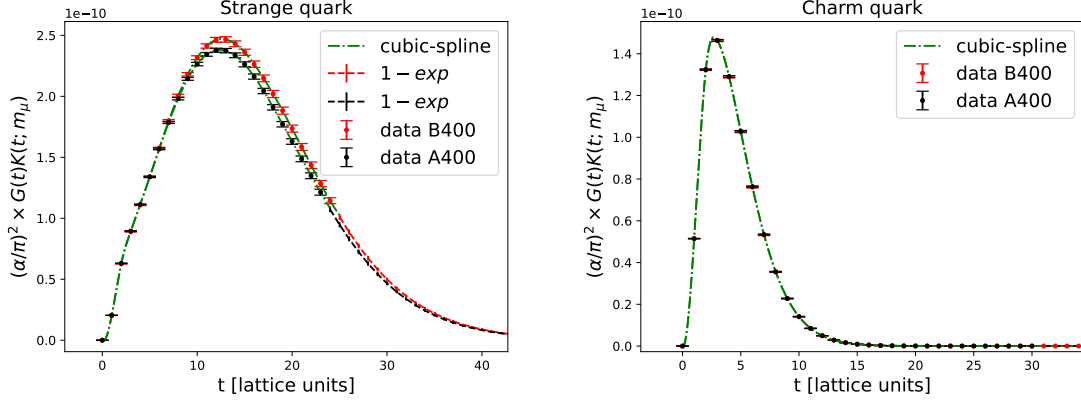 Strange quark
1e−10
2.5
2.0
1.5
1.0
0.5
0.0
(α/π)² × G(t)K(t; mμ)
cubic-spline
1 − exp
1 − exp
data B400
data A400
0 10 20 30 40
t [lattice units]
Charm quark
1e−10
1.4
1.2
1.0
0.8
0.6
0.4
0.2
0.0
(α/π)² × G(t)K(t; mμ)
cubic-spline
data B400
data A400
0 5 10 15 20 25 30
t [lattice units]